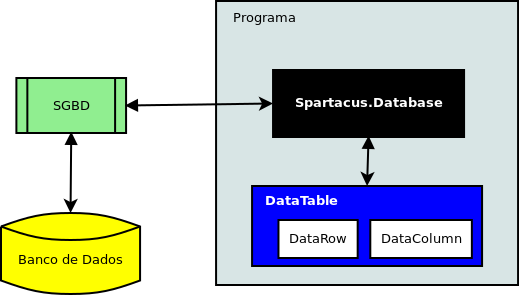 Programa
SGBD
Spartacus.Database
DataTable
DataRow
DataColumn
Banco de Dados